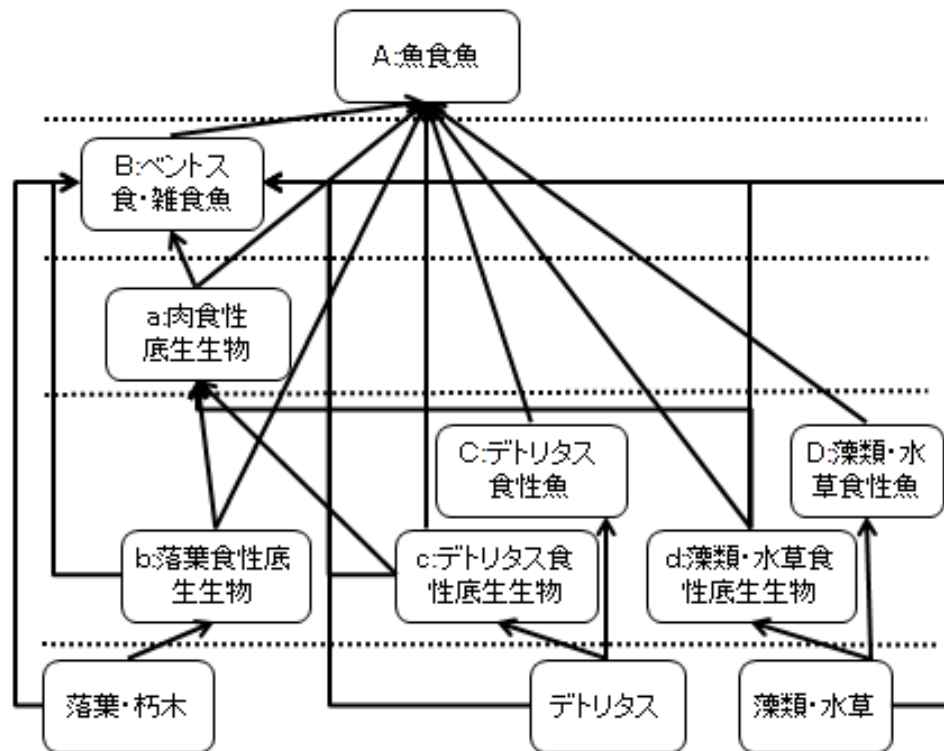 A:魚食魚
B:ベントス
食・雑食魚
a:肉食性
底生生物
C:デトリタス
食性魚
D:藻類・水
草食性魚
b:落葉食性底
生生物
c:デトリタス食
性底生生物
d:藻類・水草食
性底生生物
落葉・朽木
デトリタス
藻類・水草